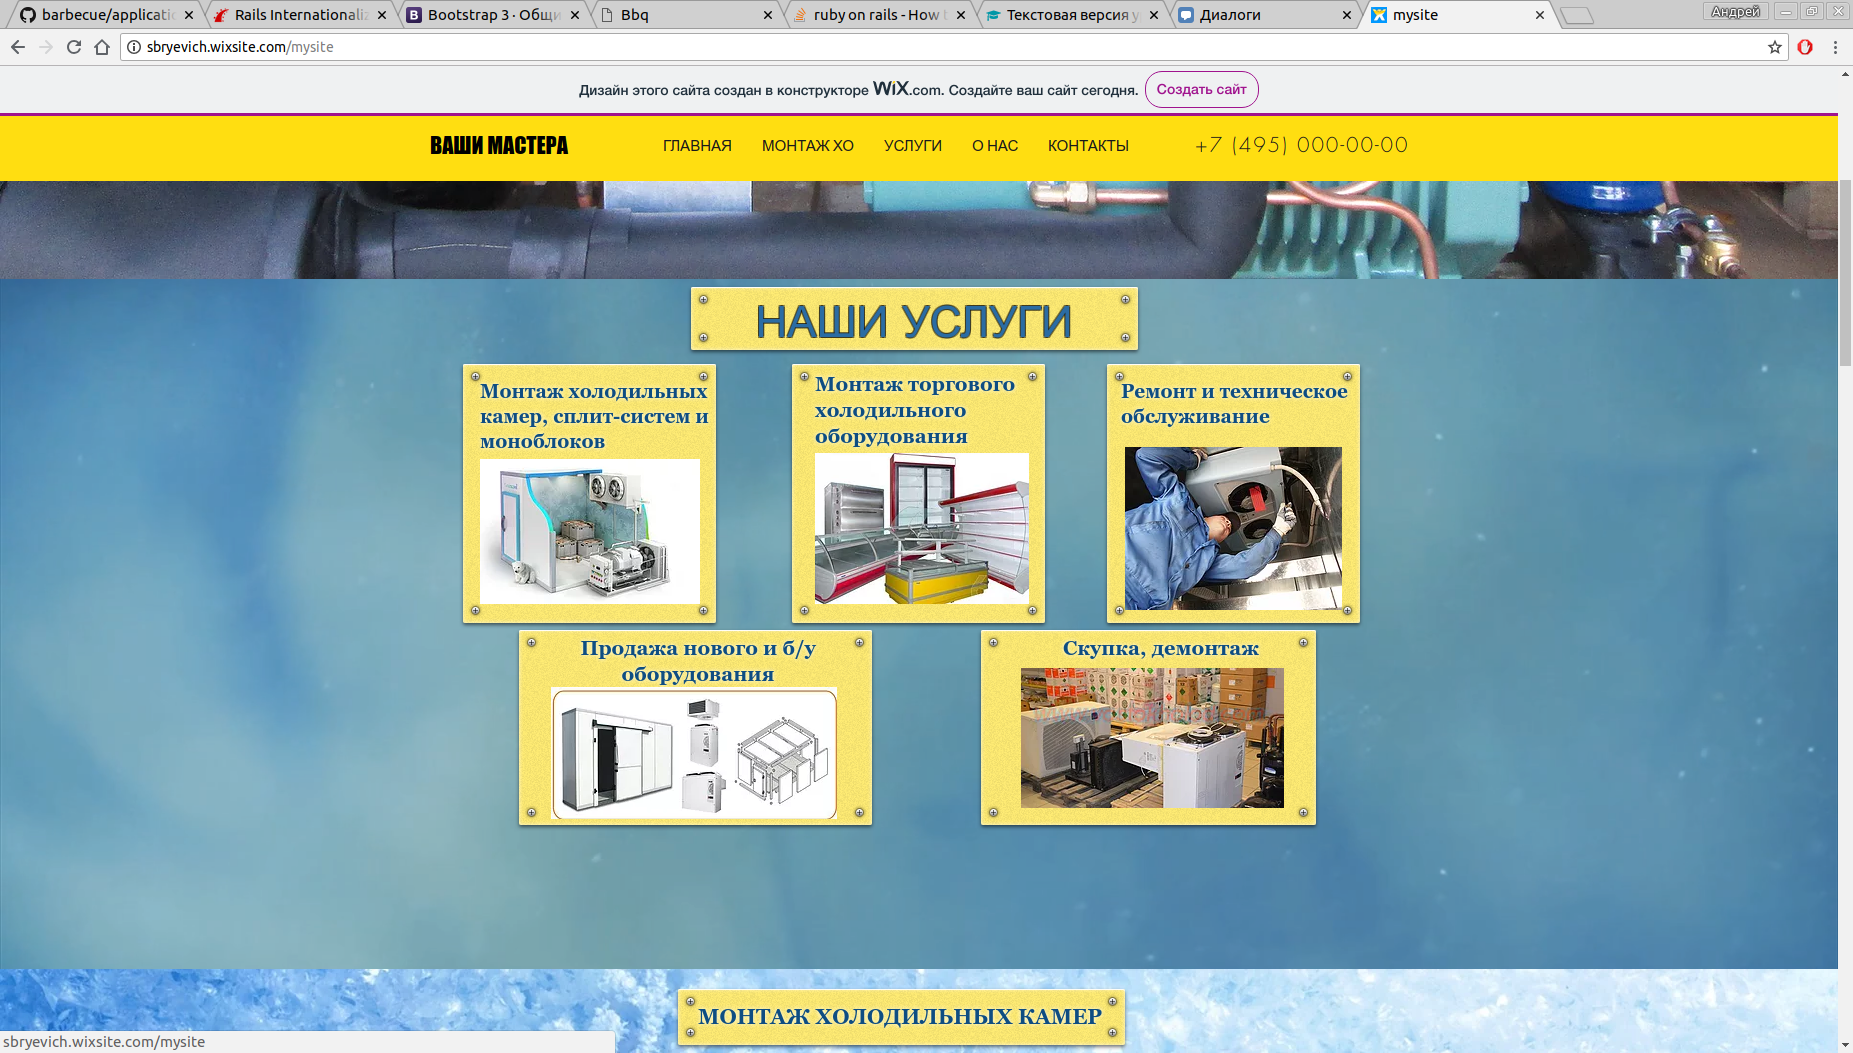 barbecue/applicatio
Rails Internationaliz
Bootstrap 3 · Общи
Bbq
ruby on rails - How t
Текстовая версия у
Диалоги
mysite
Андрей
sbryevich.wixsite.com/mysite
Дизайн этого сайта создан в конструкторе WiX.com. Создайте ваш сайт сегодня.
Создать сайт
ВАШИ МАСТЕРА
ГЛАВНАЯ
МОНТАЖ ХО
УСЛУГИ
О НАС
КОНТАКТЫ
+7 (495) 000-00-00
НАШИ УСЛУГИ
Монтаж холодильных
камер, сплит-систем и
моноблоков
Монтаж торгового
холодильного
оборудования
Ремонт и техническое
обслуживание
Продажа нового и б/у
оборудования
Скупка, демонтаж
МОНТАЖ ХОЛОДИЛЬНЫХ КАМЕР
sbryevich.wixsite.com/mysite